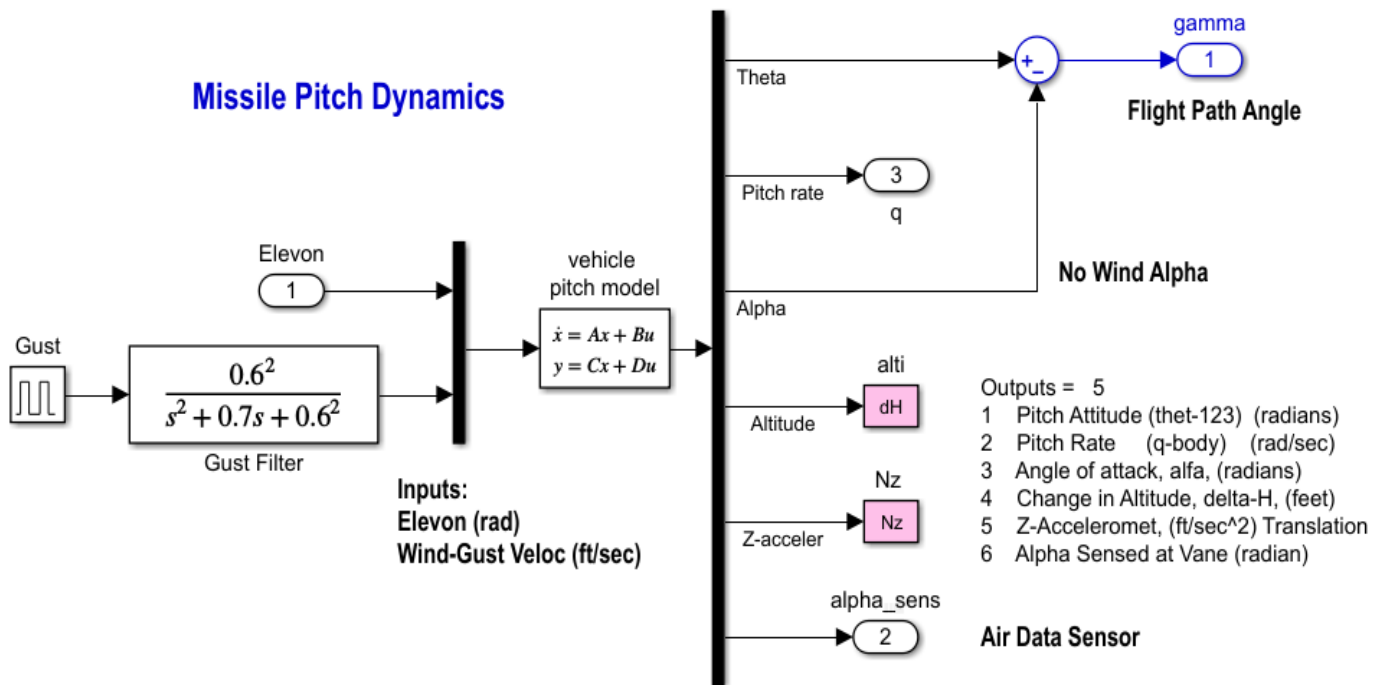 Missile Pitch Dynamics
gamma
1
Flight Path Angle
Theta
+
−
3
Pitch rate
q
Elevon
1
vehicle
pitch model
ẋ = Ax + Bu
y = Cx + Du
No Wind Alpha
Alpha
Gust
0.6²
s² + 0.7s + 0.6²
Gust Filter
Inputs:
Elevon (rad)
Wind-Gust Veloc (ft/sec)
alti
dH
Altitude
Nz
Nz
Z-acceler
Outputs = 5
1 Pitch Attitude (thet-123) (radians)
2 Pitch Rate (q-body) (rad/sec)
3 Angle of attack, alfa, (radians)
4 Change in Altitude, delta-H, (feet)
5 Z-Acceleromet, (ft/sec^2) Translation
6 Alpha Sensed at Vane (radian)
alpha_sens
2
Air Data Sensor